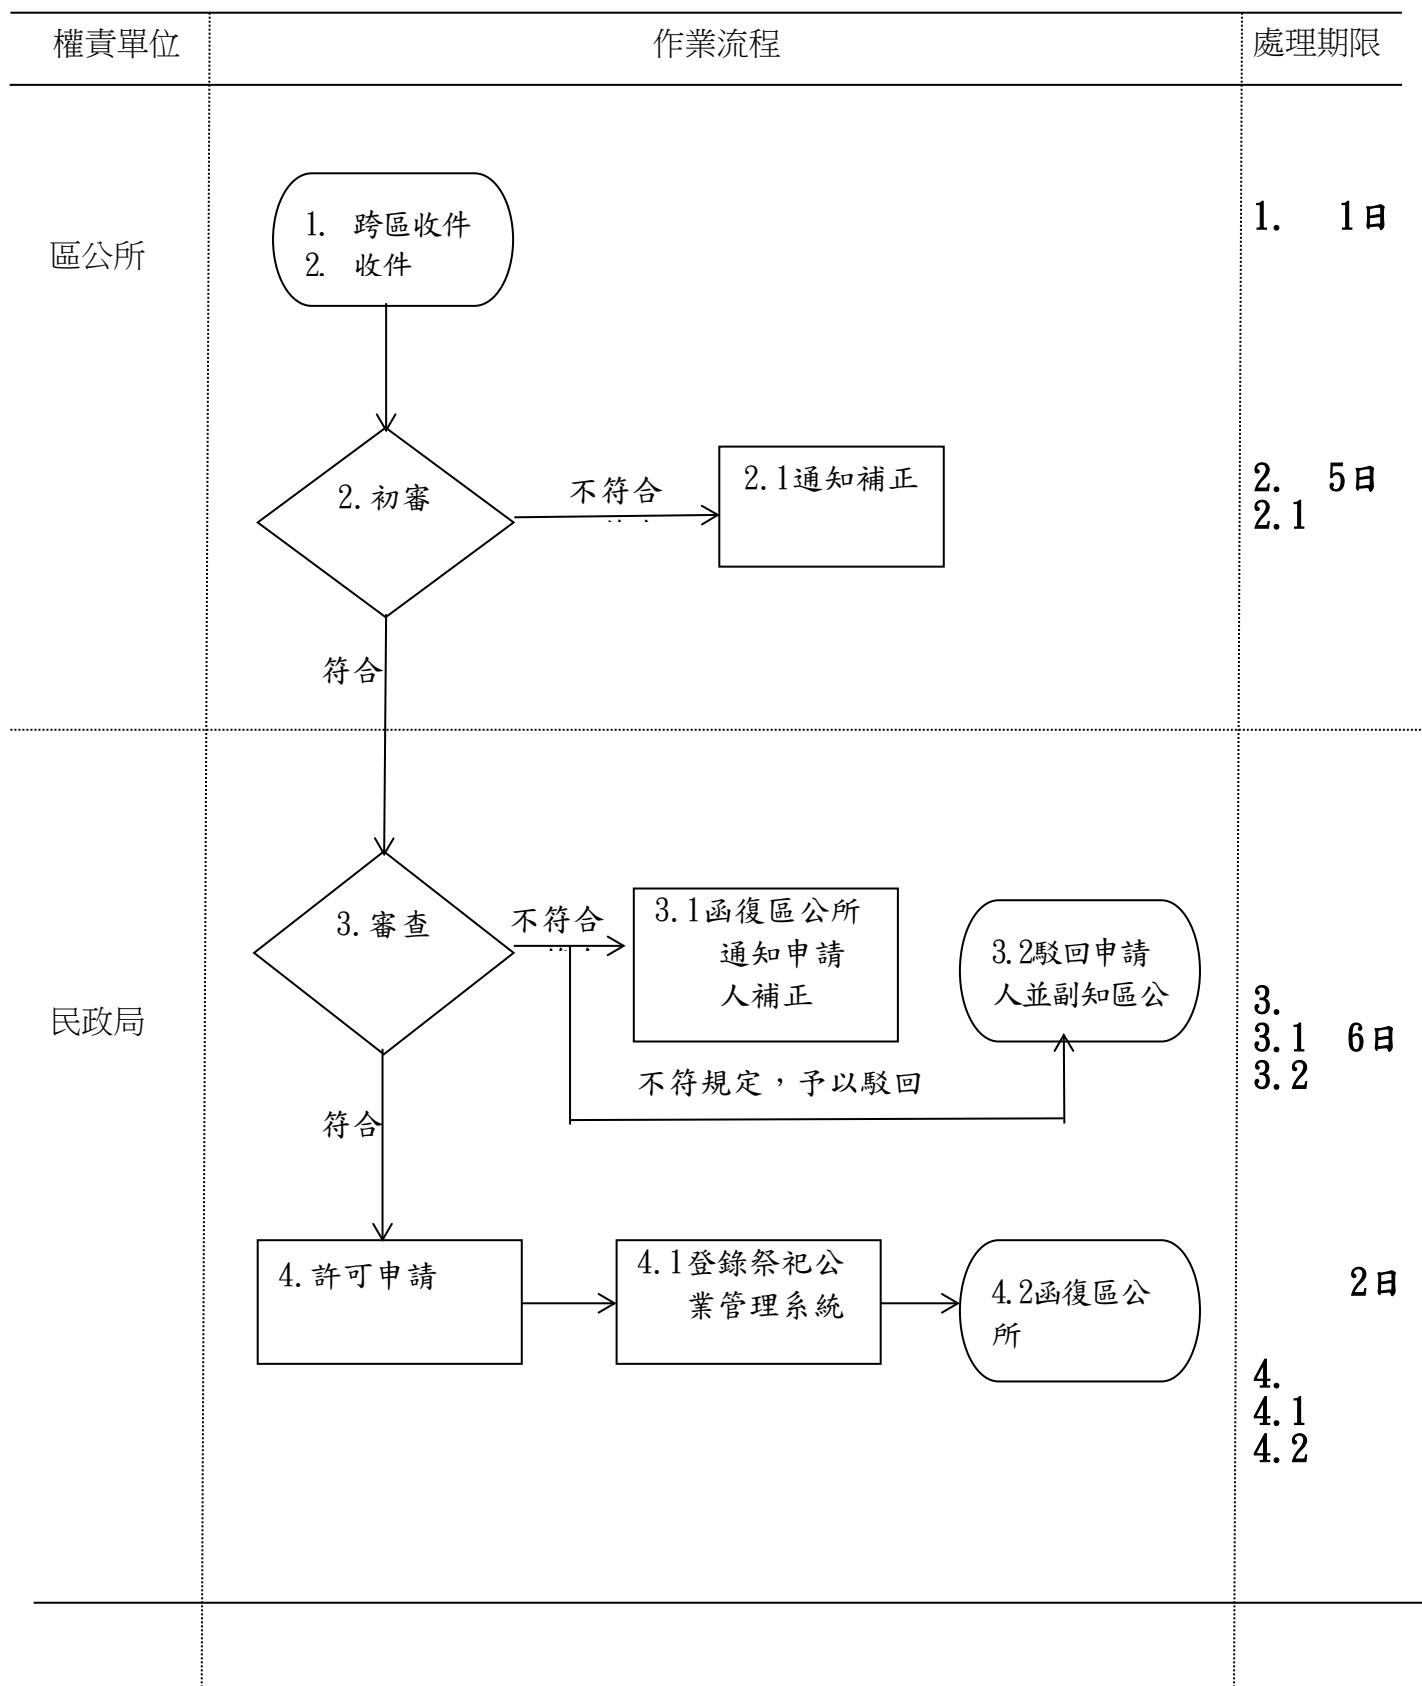 權責單位
作業流程
處理期限
區公所
1. 跨區收件
2. 收件
1. 1日
2.初審
不符合
2.1通知補正
2. 5日
2.1
符合
民政局
3.審查
不符合
3.1函復區公所
通知申請
人補正
3.2駁回申請
人並副知區公
不符規定，予以駁回
3.
3.1 6日
3.2
符合
4.許可申請
4.1登錄祭祀公
業管理系統
4.2函復區公
所
2日
4.
4.1
4.2